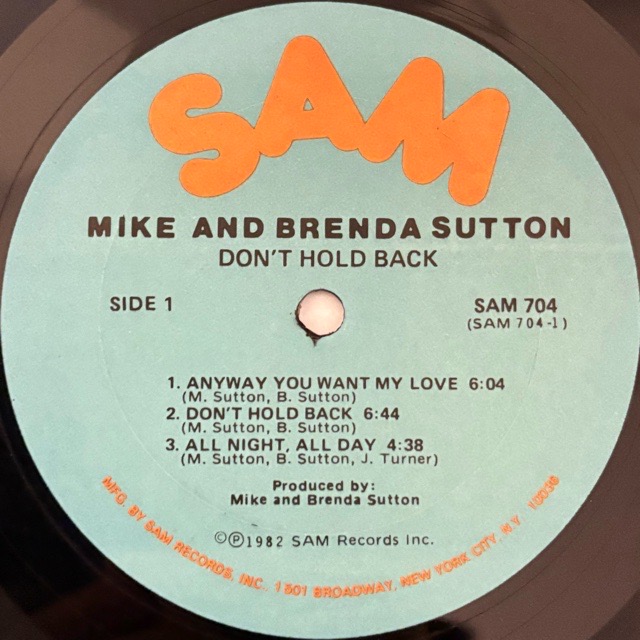 SAM
MIKE AND BRENDA SUTTON
DON'T HOLD BACK
SIDE 1
SAM 704
(SAM 704-1)
1. ANYWAY YOU WANT MY LOVE 6:04
(M. Sutton, B. Sutton)
2. DON'T HOLD BACK 6:44
(M. Sutton, B. Sutton)
3. ALL NIGHT, ALL DAY 4:38
(M. Sutton, B. Sutton, J. Turner)
Produced by:
Mike and Brenda Sutton
©℗1982 SAM Records Inc.
MFG. BY SAM RECORDS, INC. 1501 BROADWAY, NEW YORK CITY, N.Y. 10036